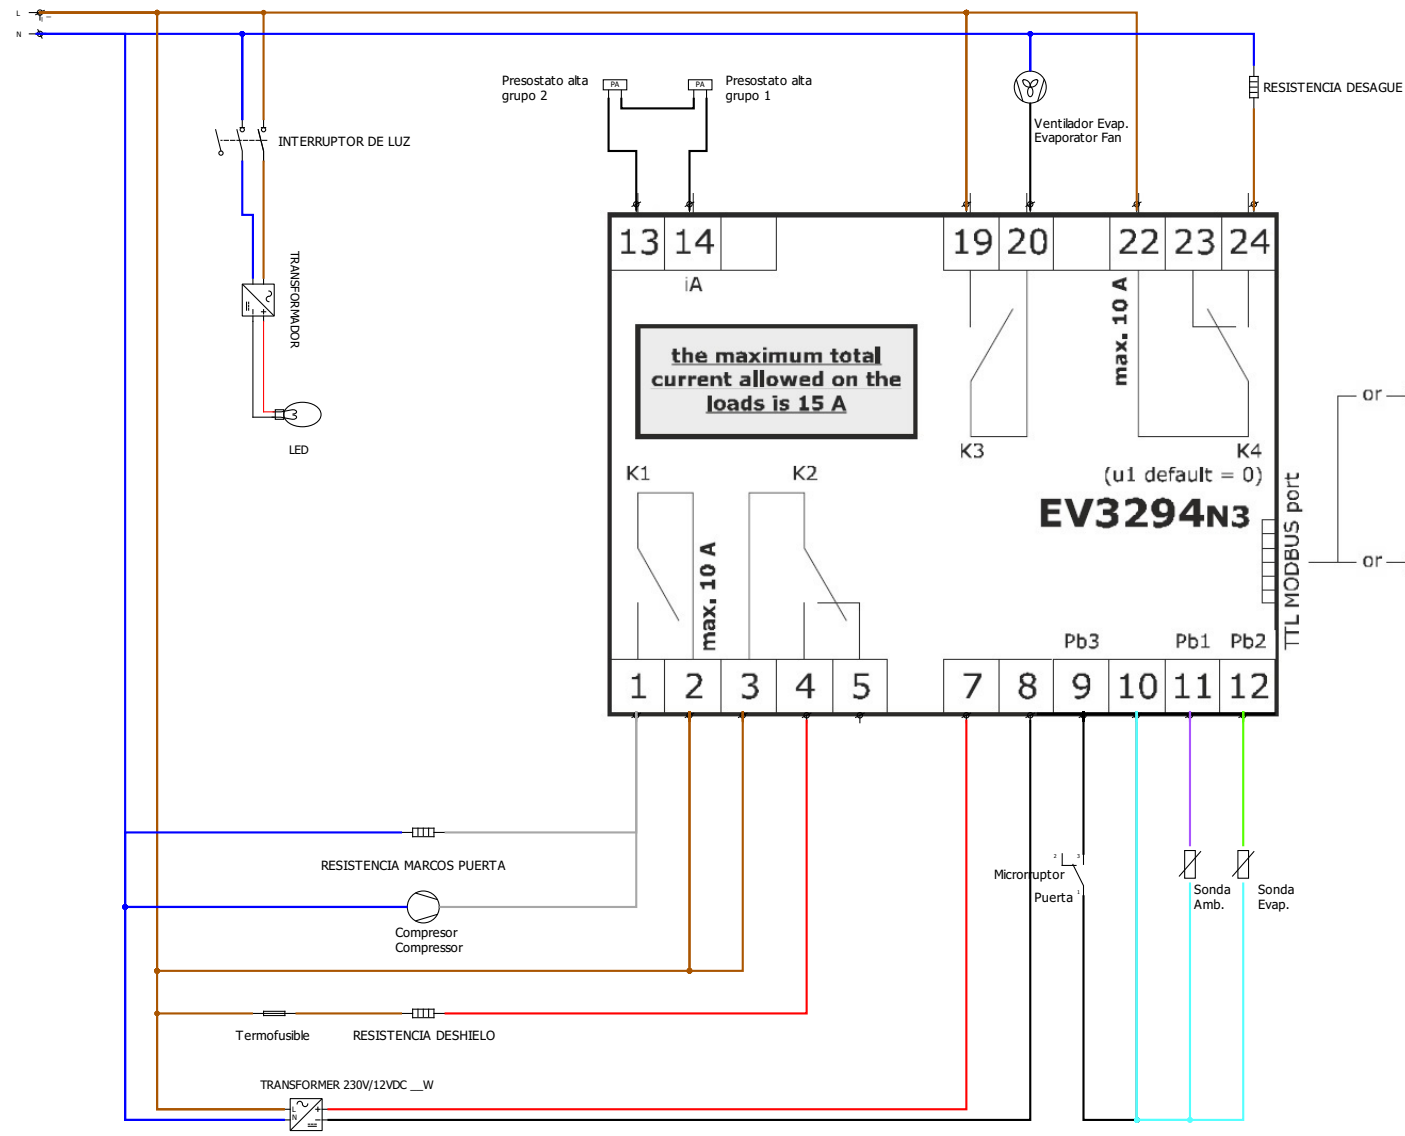 L
N
Presostato alta
grupo 2
PA
PA
Presostato alta
grupo 1
RESISTENCIA DESAGUE
Ventilador Evap.
Evaporator Fan
INTERRUPTOR DE LUZ
TRANSFORMADOR
LED
13 14 19 20 22 23 24
iA
max. 10 A
the maximum total
current allowed on the
loads is 15 A
or
K3
K4
(u1 default = 0)
K1
K2
EV3294N3
max. 10 A
TTL MODBUS port
or
Pb3 Pb1 Pb2
1 2 3 4 5 7 8 9 10 11 12
RESISTENCIA MARCOS PUERTA
2 3
Microrruptor
Puerta
1
Sonda
Amb.
Sonda
Evap.
Compresor
Compressor
Termofusible
RESISTENCIA DESHIELO
TRANSFORMER 230V/12VDC __W
L
N